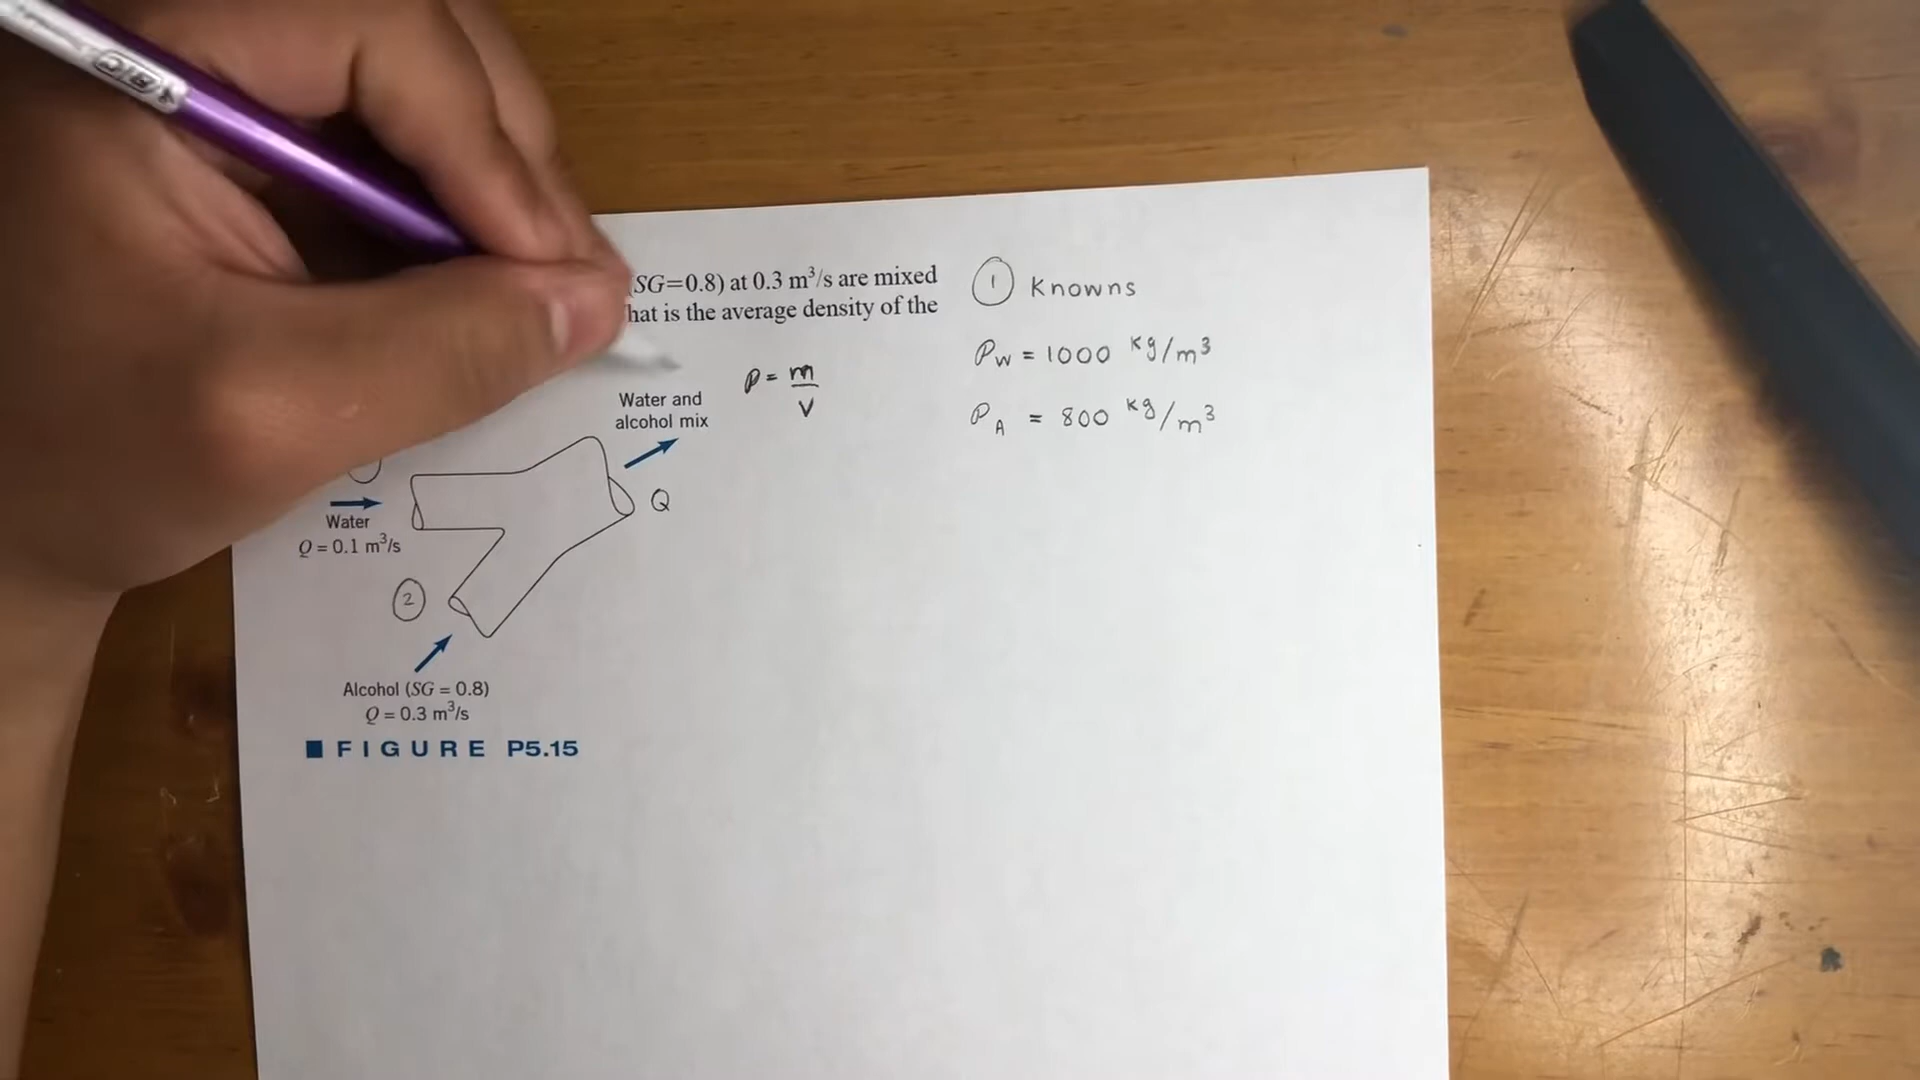 BIC
(SG=0.8) at 0.3 m³/s are mixed
hat is the average density of the
Water and
alcohol mix
ρ = m
V
Q
Water
Q = 0.1 m³/s
2
Alcohol (SG = 0.8)
Q = 0.3 m³/s
■ FIGURE P5.15
1 Knowns
ρw = 1000 kg/m³
ρA = 800 kg/m³